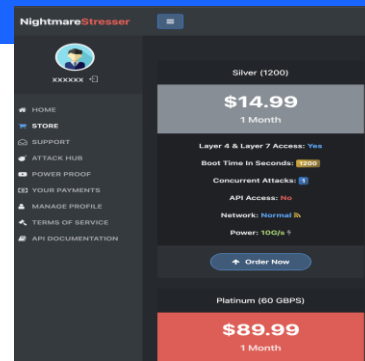 NightmareStresser
xxxxxx
HOME
STORE
SUPPORT
ATTACK HUB
POWER PROOF
YOUR PAYMENTS
MANAGE PROFILE
TERMS OF SERVICE
API DOCUMENTATION
Silver (1200)
$14.99
1 Month
Layer 4 & Layer 7 Access: Yes
Boot Time In Seconds: 1200
Concurrent Attacks: 1
API Access: No
Network: Normal
Power: 10G/s
Order Now
Platinum (60 GBPS)
$89.99
1 Month